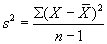 s² = Σ(X − X̄)² / n − 1